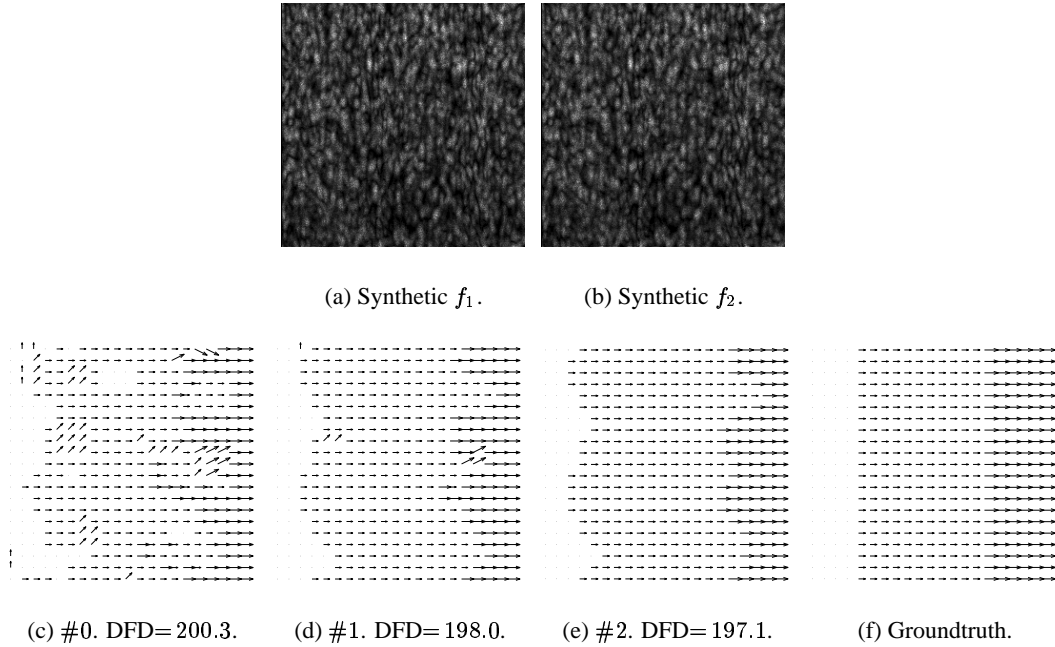 (a) Synthetic f₁.
(b) Synthetic f₂.
(c) #0. DFD=200.3.
(d) #1. DFD=198.0.
(e) #2. DFD=197.1.
(f) Groundtruth.